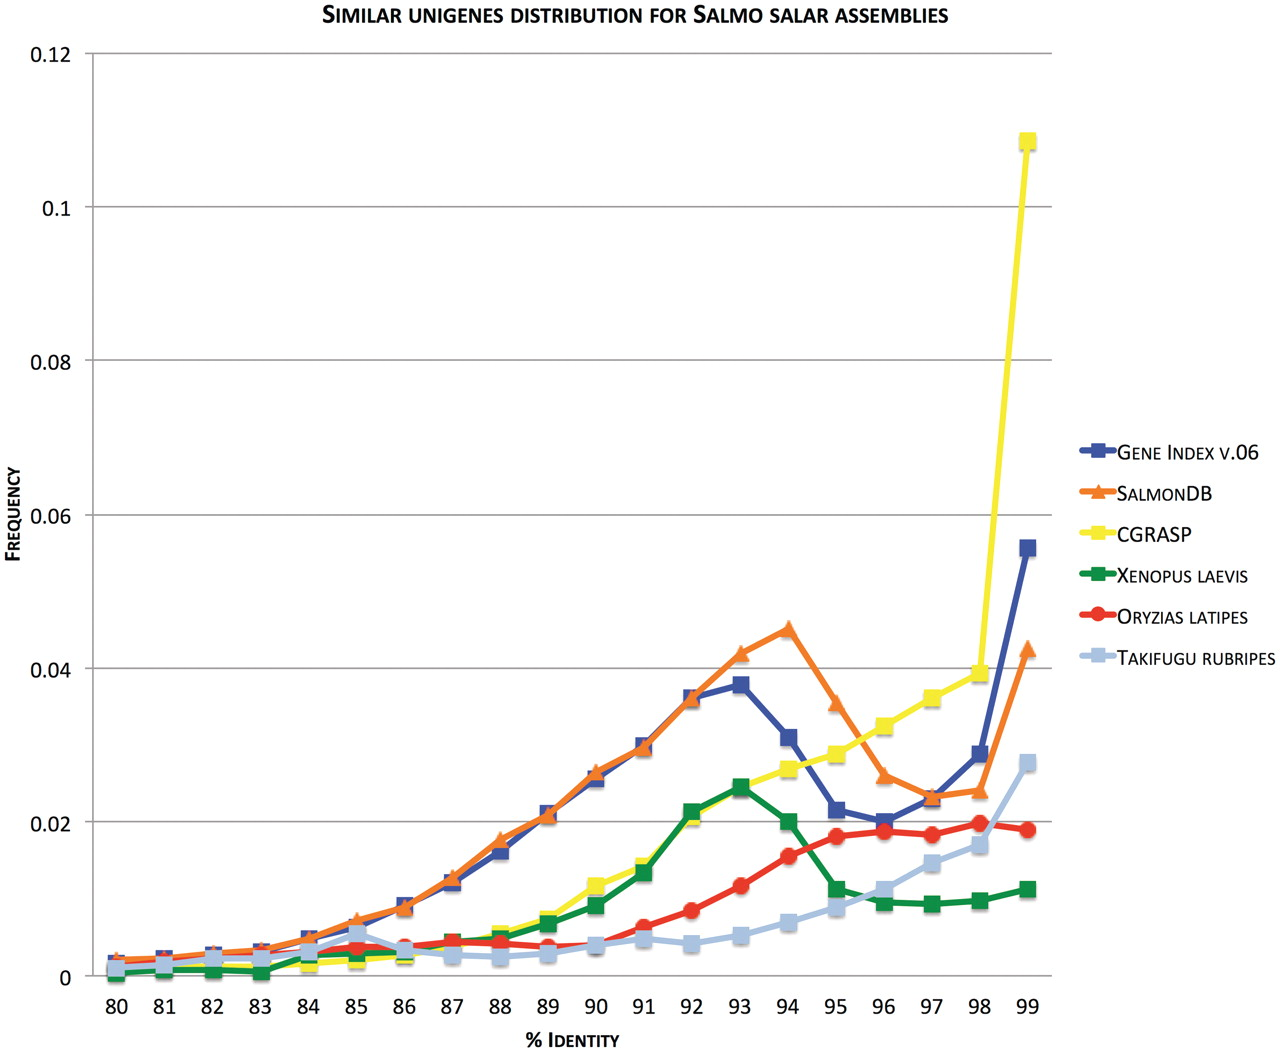 Similar unigenes distribution for Salmo salar assemblies
0.12
0.1
0.08
0.06
0.04
0.02
0
Frequency
80 81 82 83 84 85 86 87 88 89 90 91 92 93 94 95 96 97 98 99
% Identity
Gene Index v.06
SalmonDB
CGRASP
Xenopus laevis
Oryzias latipes
Takifugu rubripes